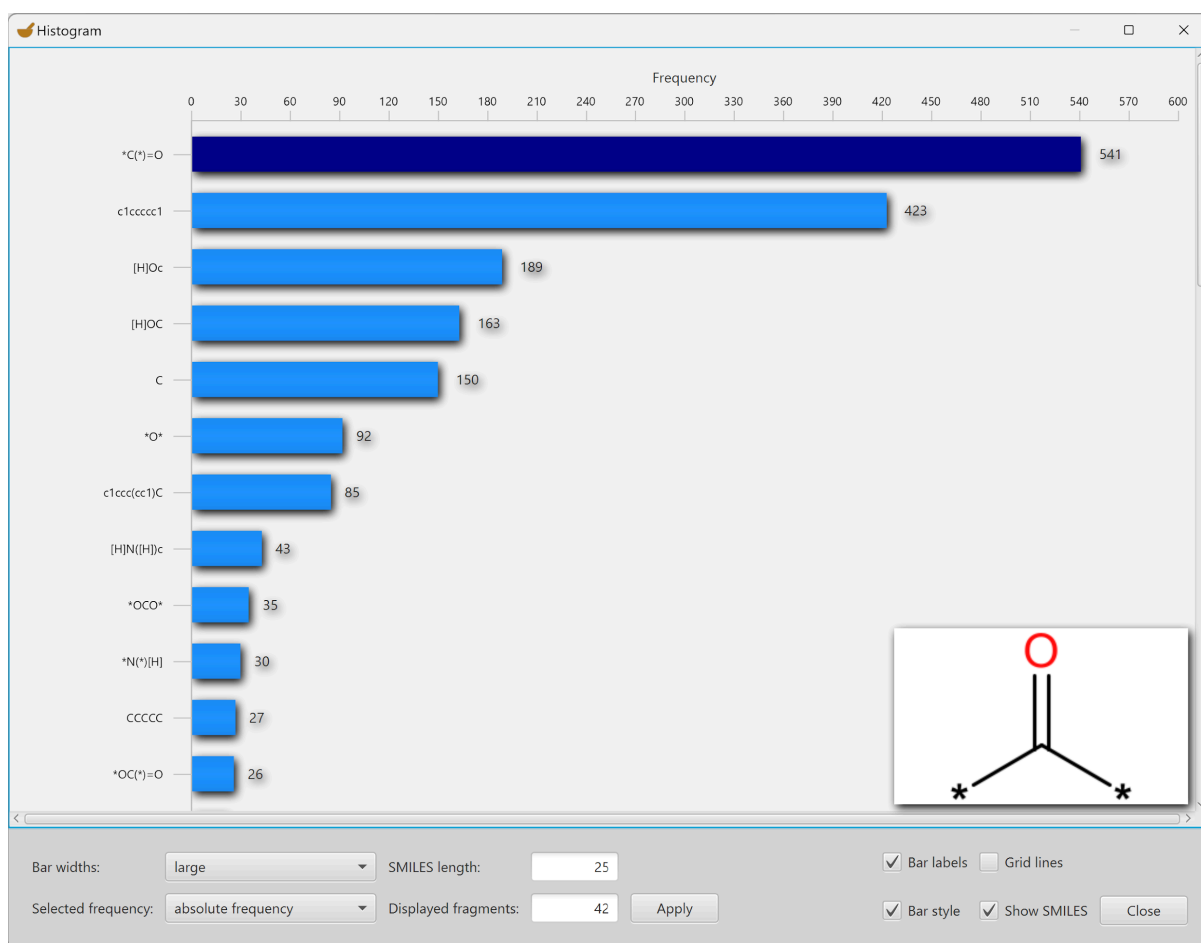 Histogram
Frequency
0 30 60 90 120 150 180 210 240 270 300 330 360 390 420 450 480 510 540 570 600
*C(*)=O 541
c1ccccc1 423
[H]Oc 189
[H]OC 163
C 150
*O* 92
c1ccc(cc1)C 85
[H]N([H])c 43
*OCO* 35
*N(*)[H] 30
CCCCC 27
*OC(*)=O 26
O
* *
Bar widths: large SMILES length: 25 Bar labels Grid lines
Selected frequency: absolute frequency Displayed fragments: 42 Apply Bar style Show SMILES Close